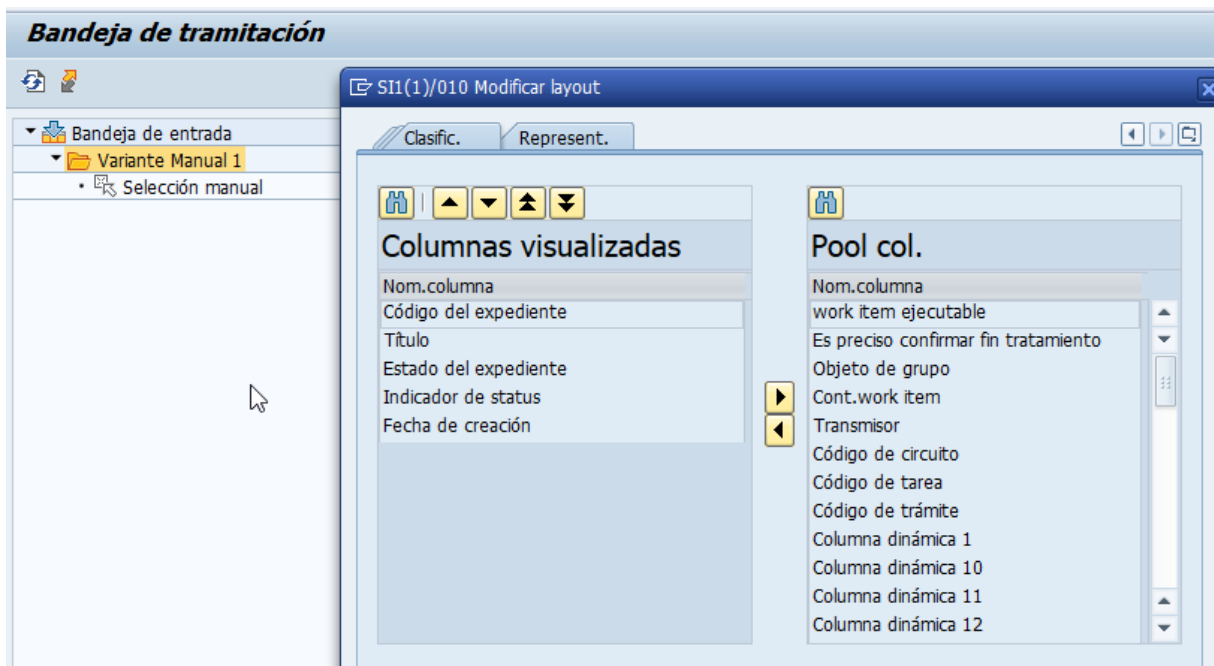 Bandeja de tramitación
SI1(1)/010 Modificar layout
Bandeja de entrada
Variante Manual 1
Selección manual
Clasific.
Represent.
Columnas visualizadas
Nom.columna
Código del expediente
Título
Estado del expediente
Indicador de status
Fecha de creación
Pool col.
Nom.columna
work item ejecutable
Es preciso confirmar fin tratamiento
Objeto de grupo
Cont.work item
Transmisor
Código de circuito
Código de tarea
Código de trámite
Columna dinámica 1
Columna dinámica 10
Columna dinámica 11
Columna dinámica 12